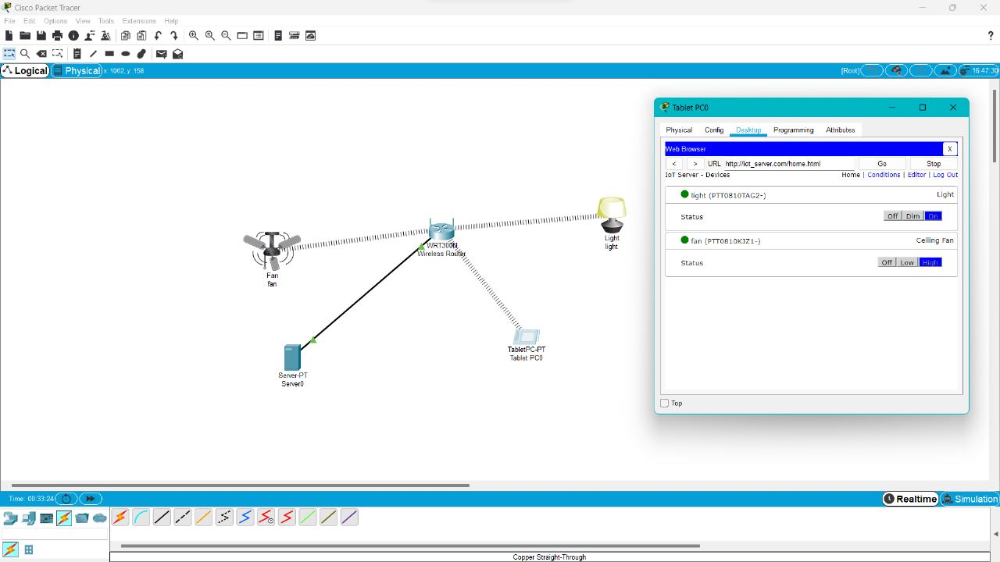 Cisco Packet Tracer
File Edit Options View Tools Extensions Help
?
Logical Physical x: 1062, y: 158 [Root] 16:47:30
Tablet PC0
Physical Config Desktop Programming Attributes
Web Browser X
< > URL http://iot_server.com/home.html Go Stop
IoT Server - Devices Home | Conditions | Editor | Log Out
light (PTT0810TAG2-) Light
Status Off Dim On
fan (PTT0810KJZ1-) Ceiling Fan
Status Off Low High
Top
Light
light
WRT300N
Wireless Router
Fan
fan
TabletPC-PT
Tablet PC0
Server-PT
Server0
Time: 00:33:24 Realtime Simulation
Copper Straight-Through